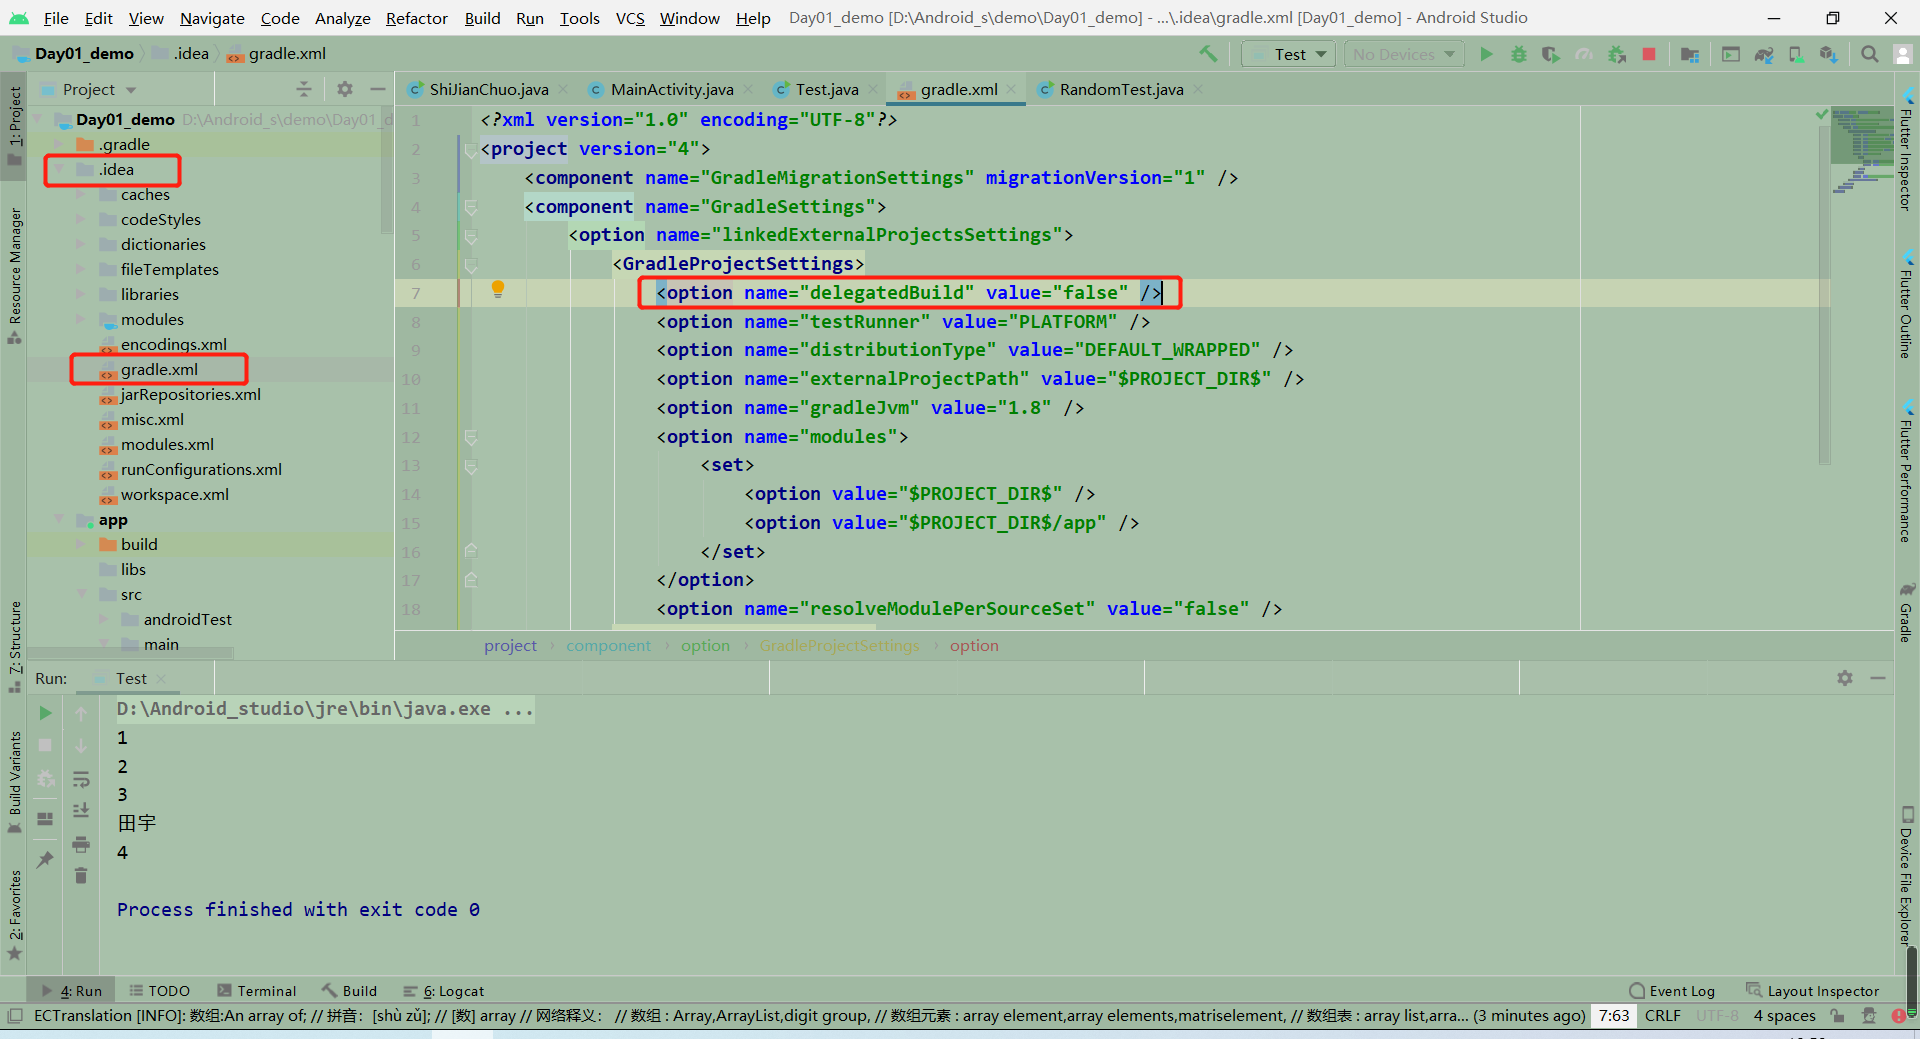 File Edit View Navigate Code Analyze Refactor Build Run Tools VCS Window Help Day01_demo [D:\Android_s\demo\Day01_demo] - ...\.idea\gradle.xml [Day01_demo] - Android Studio
Day01_demo .idea gradle.xml Test No Devices
Project
ShiJianChuo.java MainActivity.java Test.java gradle.xml RandomTest.java
1: Project
Resource Manager
Z: Structure
Build Variants
2: Favorites
Day01_demo D:\Android_s\demo\Day01_d
.gradle
.idea
caches
codeStyles
dictionaries
fileTemplates
libraries
modules
encodings.xml
gradle.xml
jarRepositories.xml
misc.xml
modules.xml
runConfigurations.xml
workspace.xml
app
build
libs
src
androidTest
main
1 <?xml version="1.0" encoding="UTF-8"?>
2 <project version="4">
3 <component name="GradleMigrationSettings" migrationVersion="1" />
4 <component name="GradleSettings">
5 <option name="linkedExternalProjectsSettings">
6 <GradleProjectSettings>
7 <option name="delegatedBuild" value="false" />
8 <option name="testRunner" value="PLATFORM" />
9 <option name="distributionType" value="DEFAULT_WRAPPED" />
10 <option name="externalProjectPath" value="$PROJECT_DIR$" />
11 <option name="gradleJvm" value="1.8" />
12 <option name="modules">
13 <set>
14 <option value="$PROJECT_DIR$" />
15 <option value="$PROJECT_DIR$/app" />
16 </set>
17 </option>
18 <option name="resolveModulePerSourceSet" value="false" />
project component option GradleProjectSettings option
Flutter Inspector
Flutter Outline
Flutter Performance
Gradle
Device File Explorer
Run: Test
D:\Android_studio\jre\bin\java.exe ...
1
2
3
田宇
4
Process finished with exit code 0
4: Run TODO Terminal Build 6: Logcat Event Log Layout Inspector
ECTranslation [INFO]: 数组:An array of; // 拼音：[shù zǔ]; // [数] array // 网络释义： // 数组 : Array,ArrayList,digit group, // 数组元素 : array element,array elements,matriselement, // 数组表 : array list,arra... (3 minutes ago) 7:63 CRLF UTF-8 4 spaces